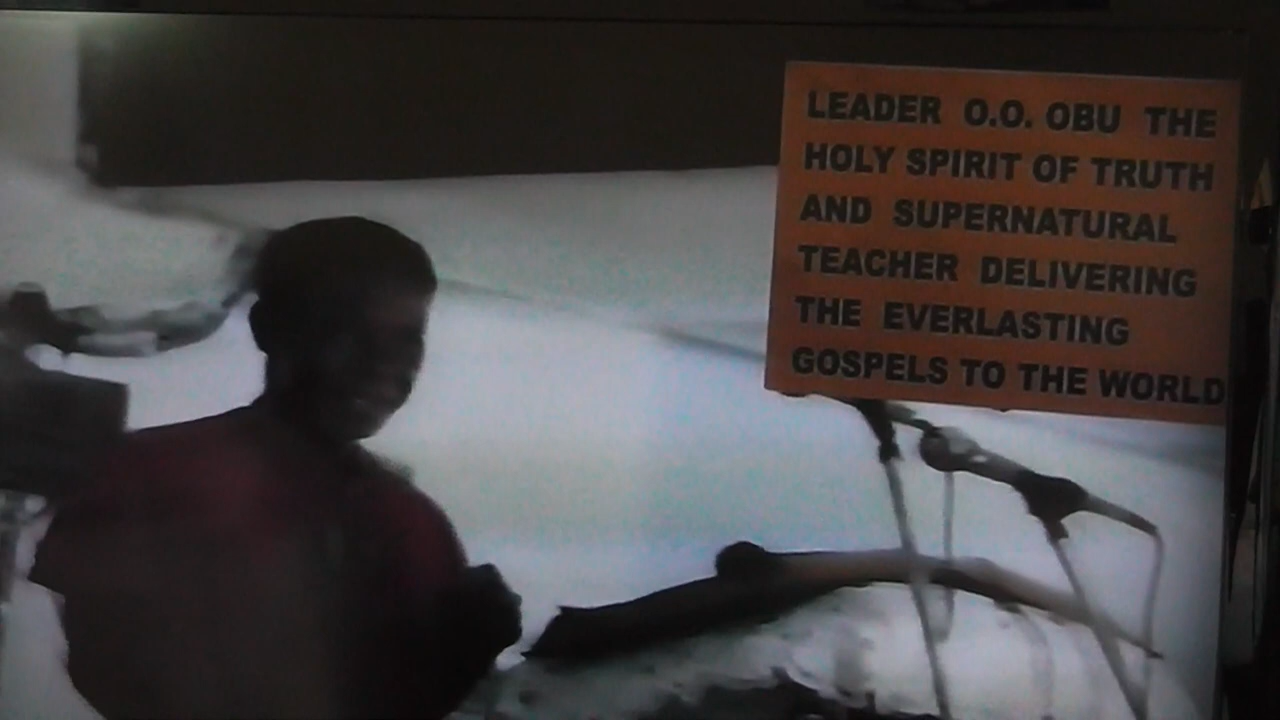 LEADER O.O. OBU THE
HOLY SPIRIT OF TRUTH
AND SUPERNATURAL
TEACHER DELIVERING
THE EVERLASTING
GOSPELS TO THE WORLD